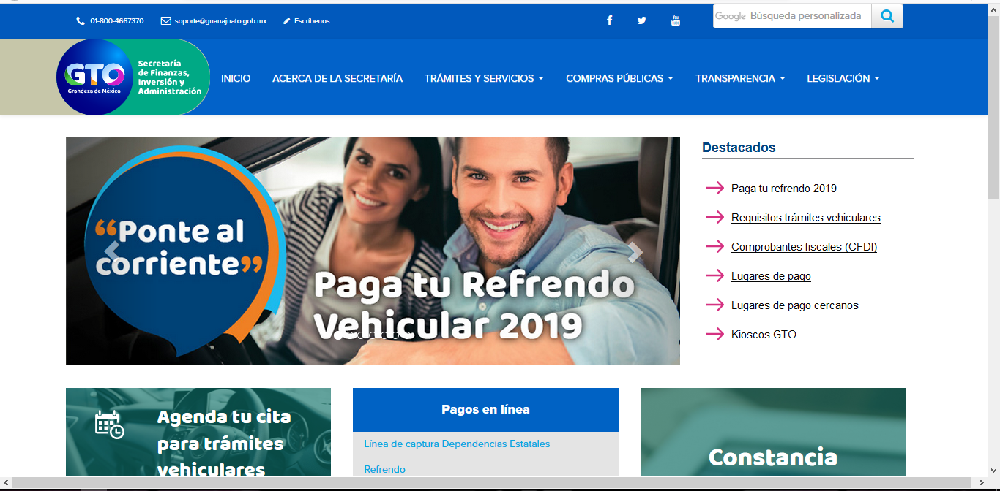 01-800-4667370 soporte@guanajuato.gob.mx Escríbenos
Google Búsqueda personalizada
GTO
Grandeza de México
Secretaría
de Finanzas,
Inversión y
Administración
INICIO ACERCA DE LA SECRETARÍA TRÁMITES Y SERVICIOS COMPRAS PÚBLICAS TRANSPARENCIA LEGISLACIÓN
“Ponte al
corriente”
Paga tu Refrendo
Vehicular 2019
Destacados
Paga tu refrendo 2019
Requisitos trámites vehiculares
Comprobantes fiscales (CFDI)
Lugares de pago
Lugares de pago cercanos
Kioscos GTO
Agenda tu cita
para trámites
vehiculares
Pagos en línea
Línea de captura Dependencias Estatales
Refrendo
Constancia